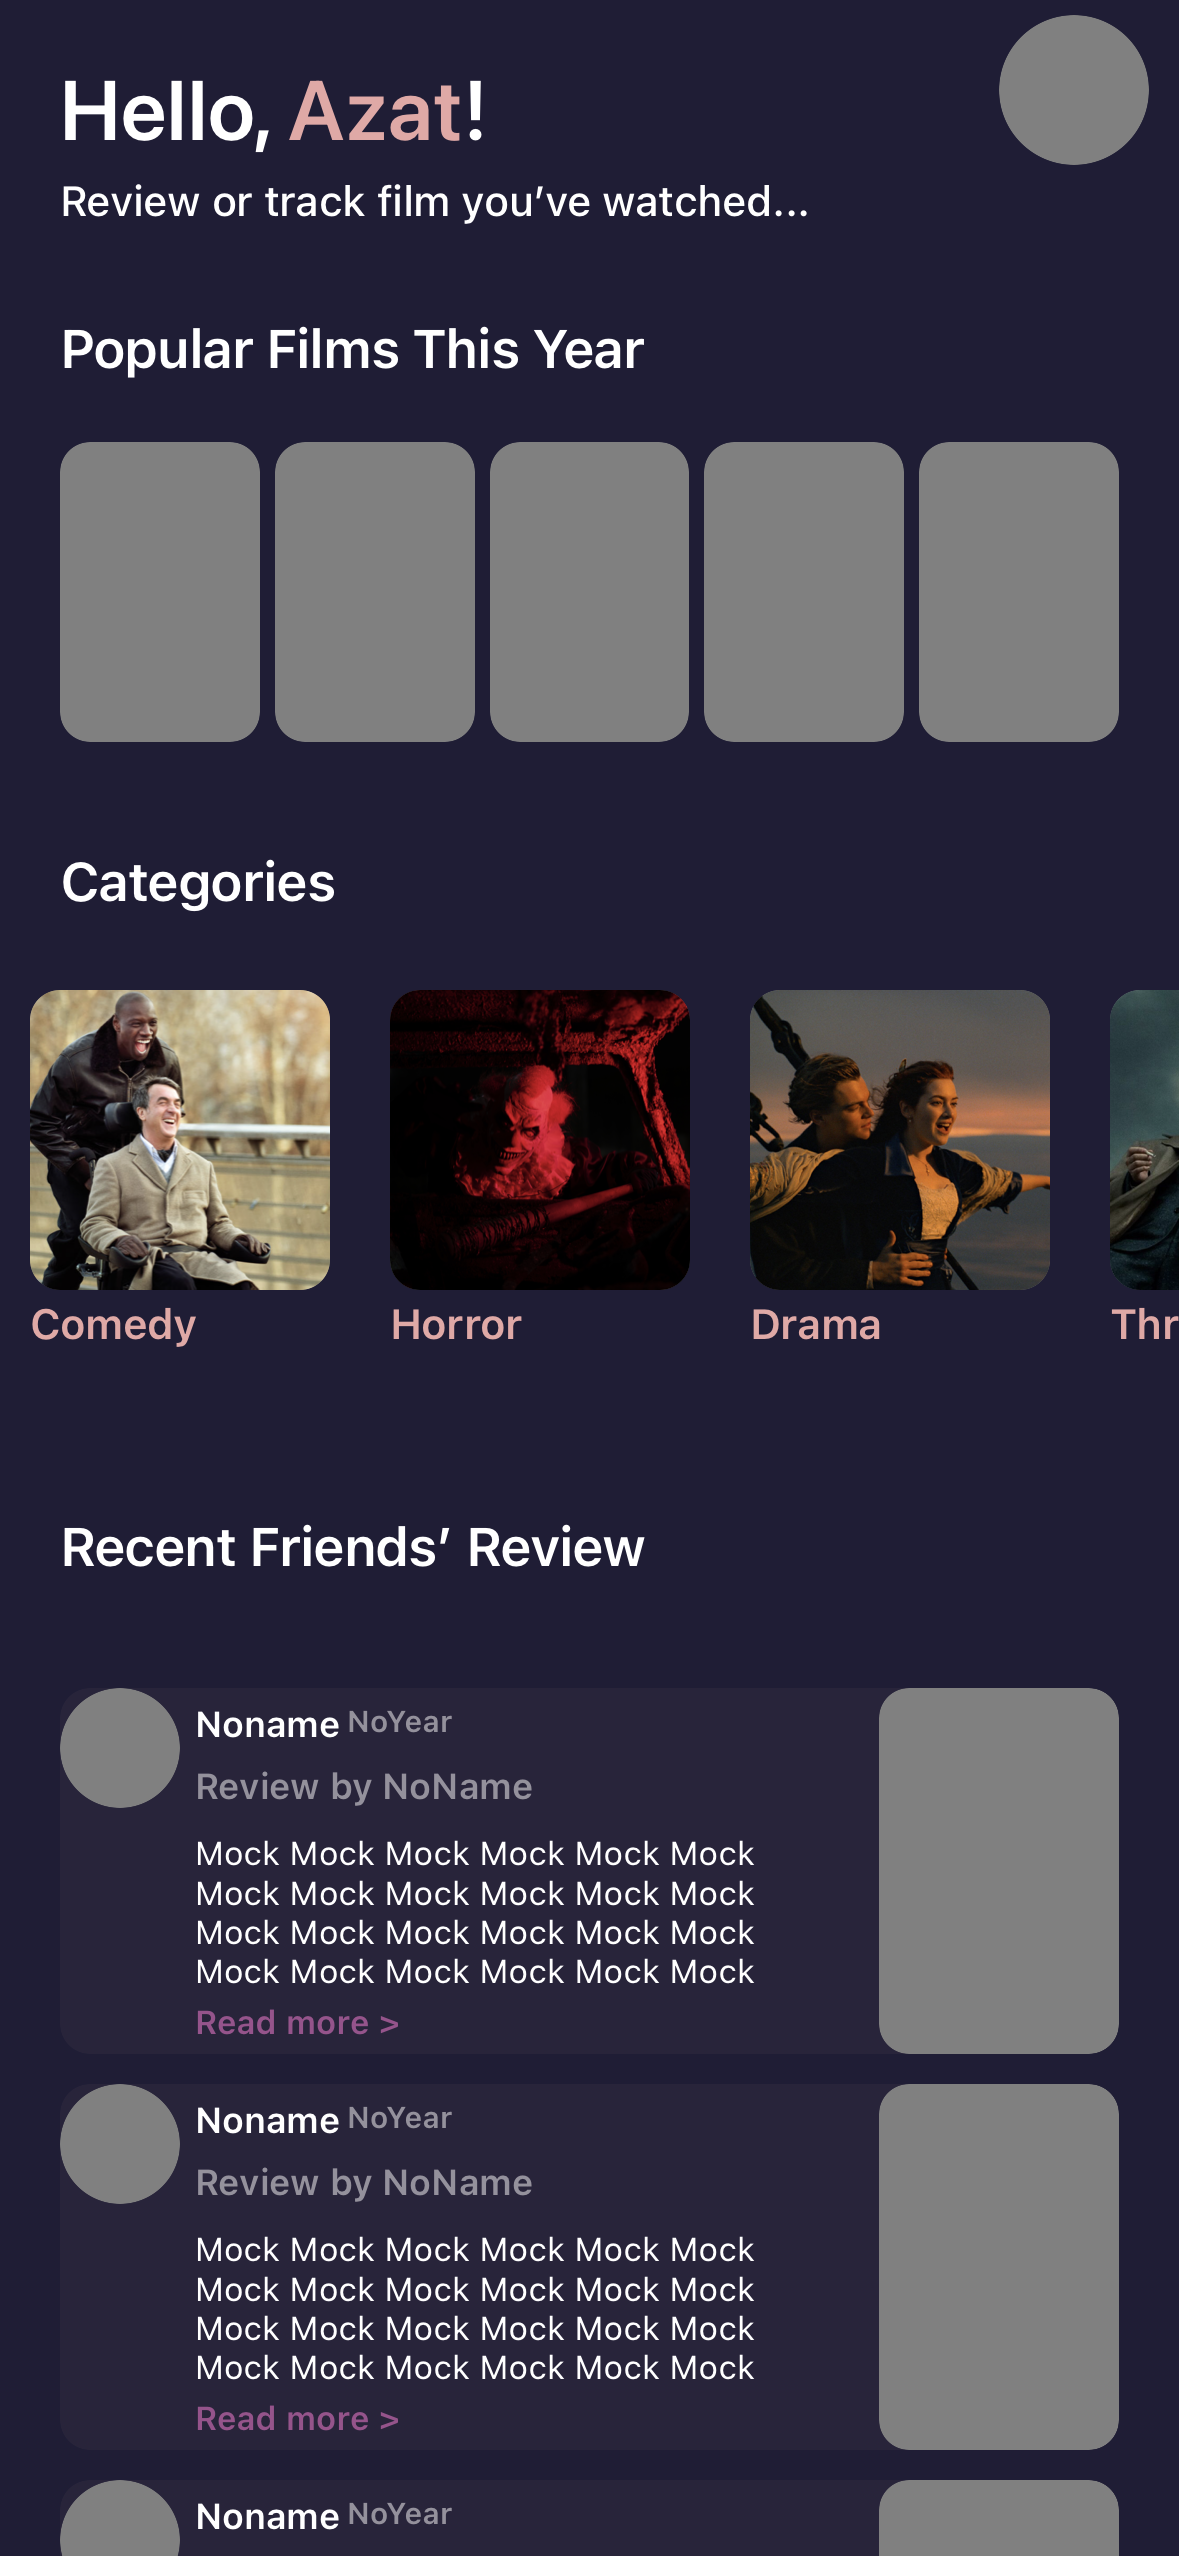 Hello, Azat!
Review or track film you’ve watched...
Popular Films This Year
Categories
Comedy
Horror
Drama
Thr
Recent Friends’ Review
Noname NoYear
Review by NoName
Mock Mock Mock Mock Mock Mock
Mock Mock Mock Mock Mock Mock
Mock Mock Mock Mock Mock Mock
Mock Mock Mock Mock Mock Mock
Read more >
Noname NoYear
Review by NoName
Mock Mock Mock Mock Mock Mock
Mock Mock Mock Mock Mock Mock
Mock Mock Mock Mock Mock Mock
Mock Mock Mock Mock Mock Mock
Read more >
Noname NoYear